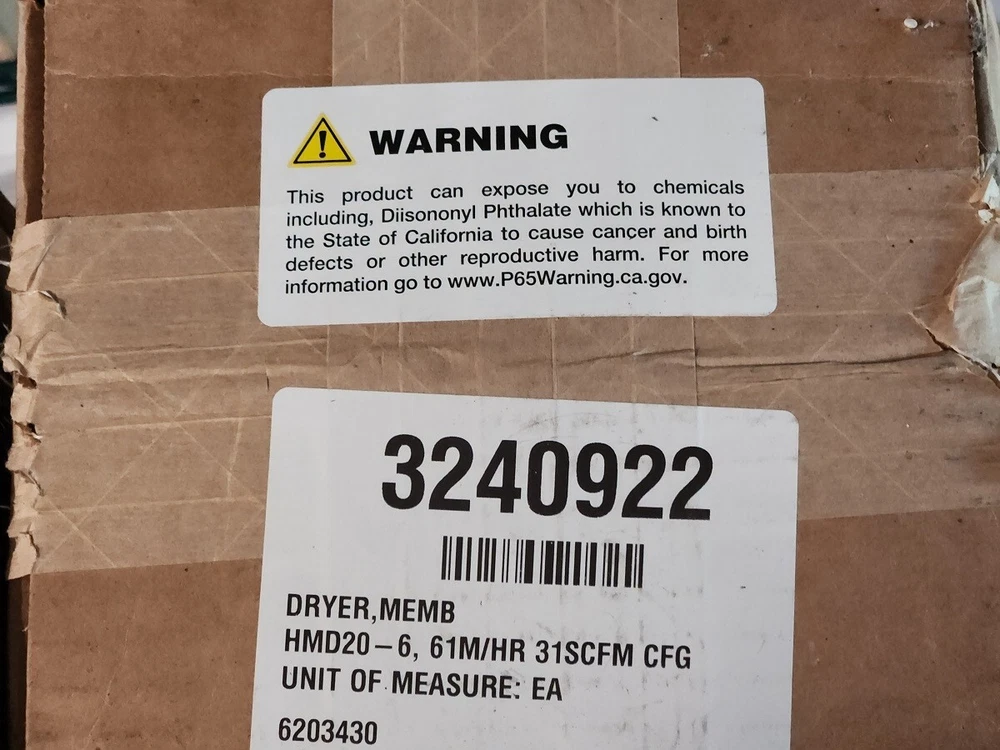 WARNING
This product can expose you to chemicals
including, Diisononyl Phthalate which is known to
the State of California to cause cancer and birth
defects or other reproductive harm. For more
information go to www.P65Warning.ca.gov.
3240922
DRYER,MEMB
HMD20–6, 61M/HR 31SCFM CFG
UNIT OF MEASURE: EA
6203430